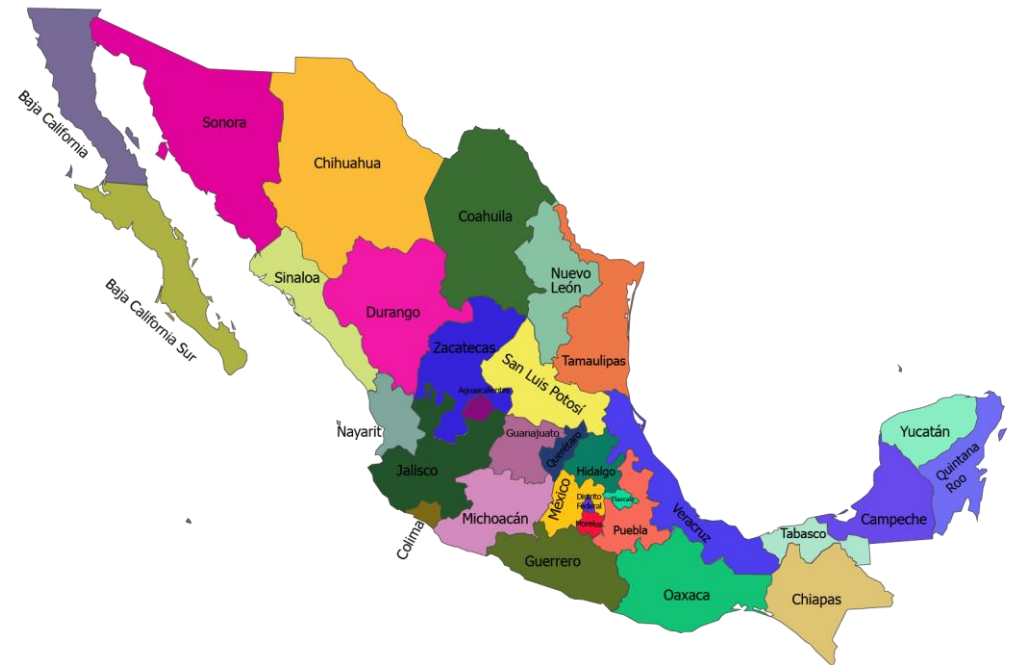 Baja California
Sonora
Chihuahua
Coahuila
Sinaloa
Nuevo
León
Durango
Baja California Sur
Zacatecas
Tamaulipas
San Luis Potosí
Aguascalientes
Nayarit
Guanajuato
Querétaro
Yucatán
Quintana
Roo
Jalisco
Hidalgo
México
Distrito
Federal
Tlaxcala
Michoacán
Morelos
Puebla
Veracruz
Campeche
Tabasco
Colima
Guerrero
Oaxaca
Chiapas